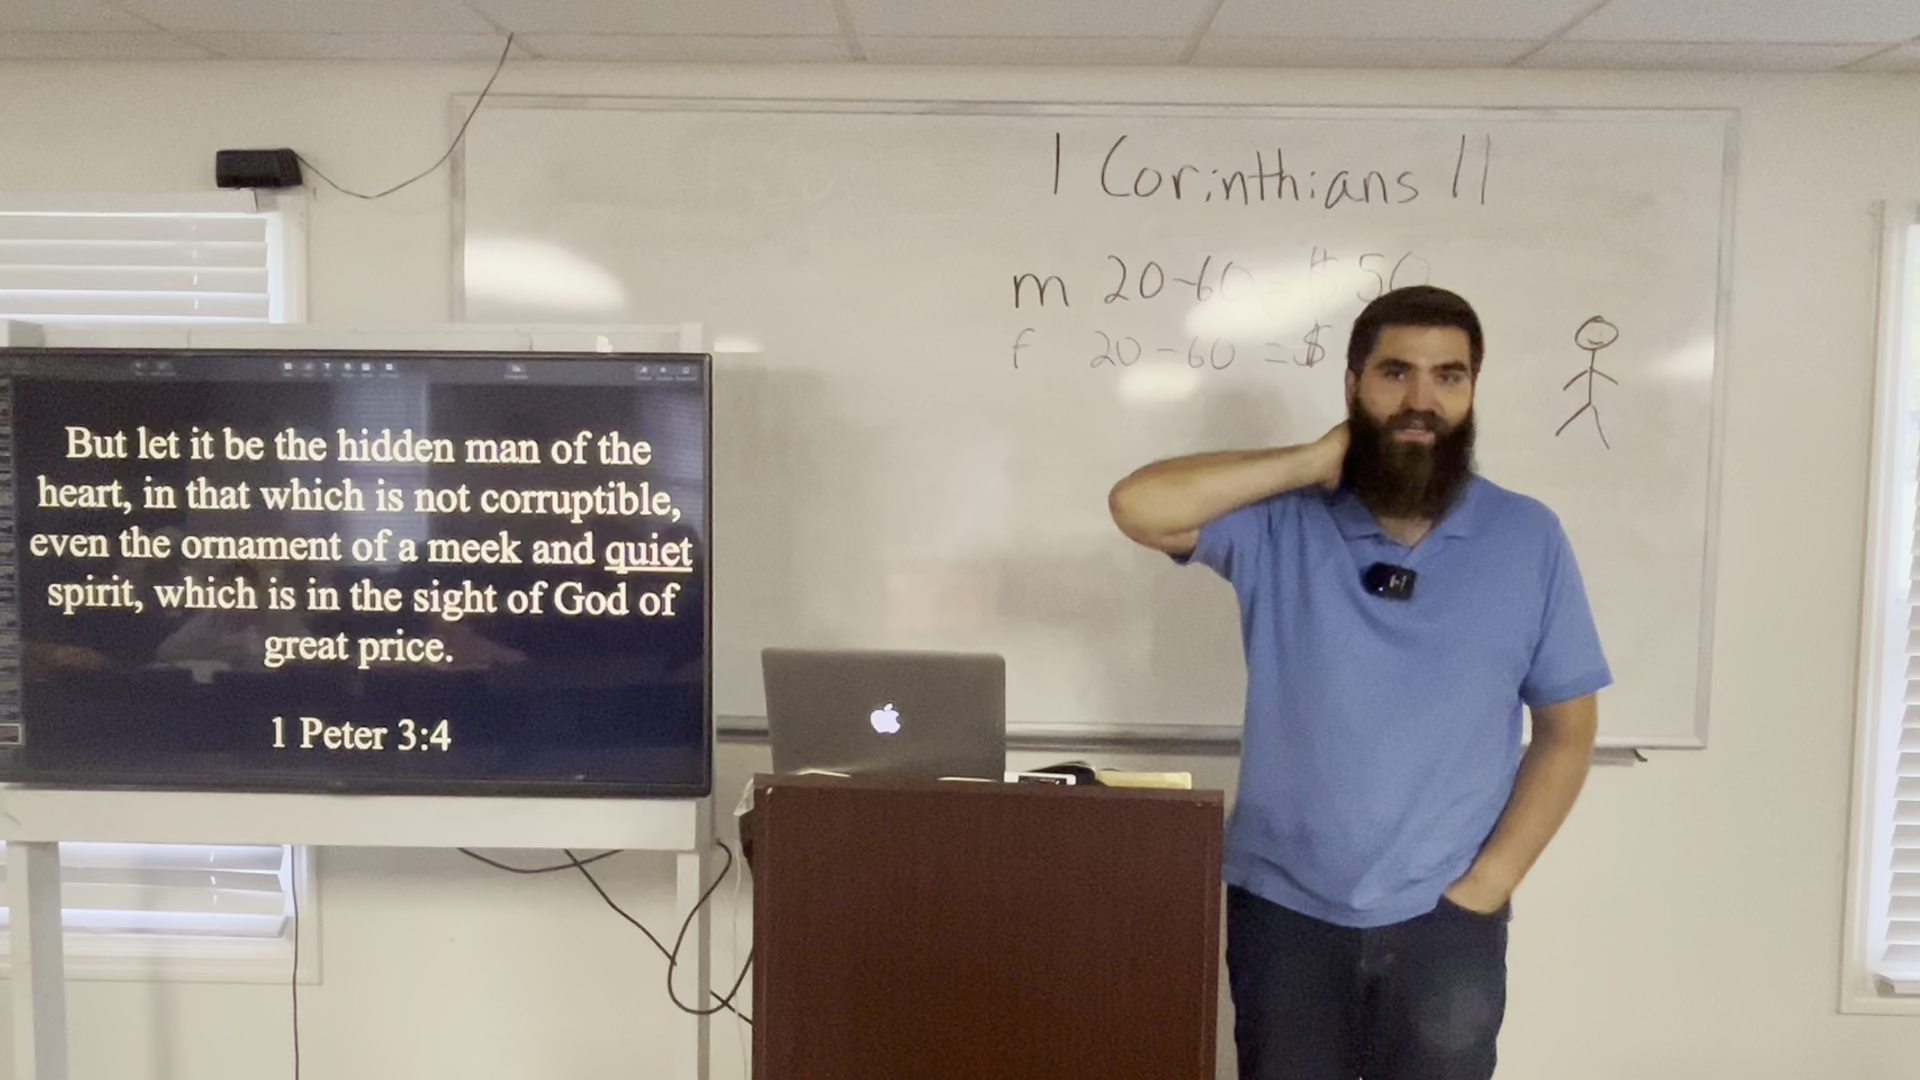 But let it be the hidden man of the
heart, in that which is not corruptible,
even the ornament of a meek and quiet
spirit, which is in the sight of God of
great price.
1 Peter 3:4
1 Corinthians 11
m 20-60 = $ 50
f 20-60 = $